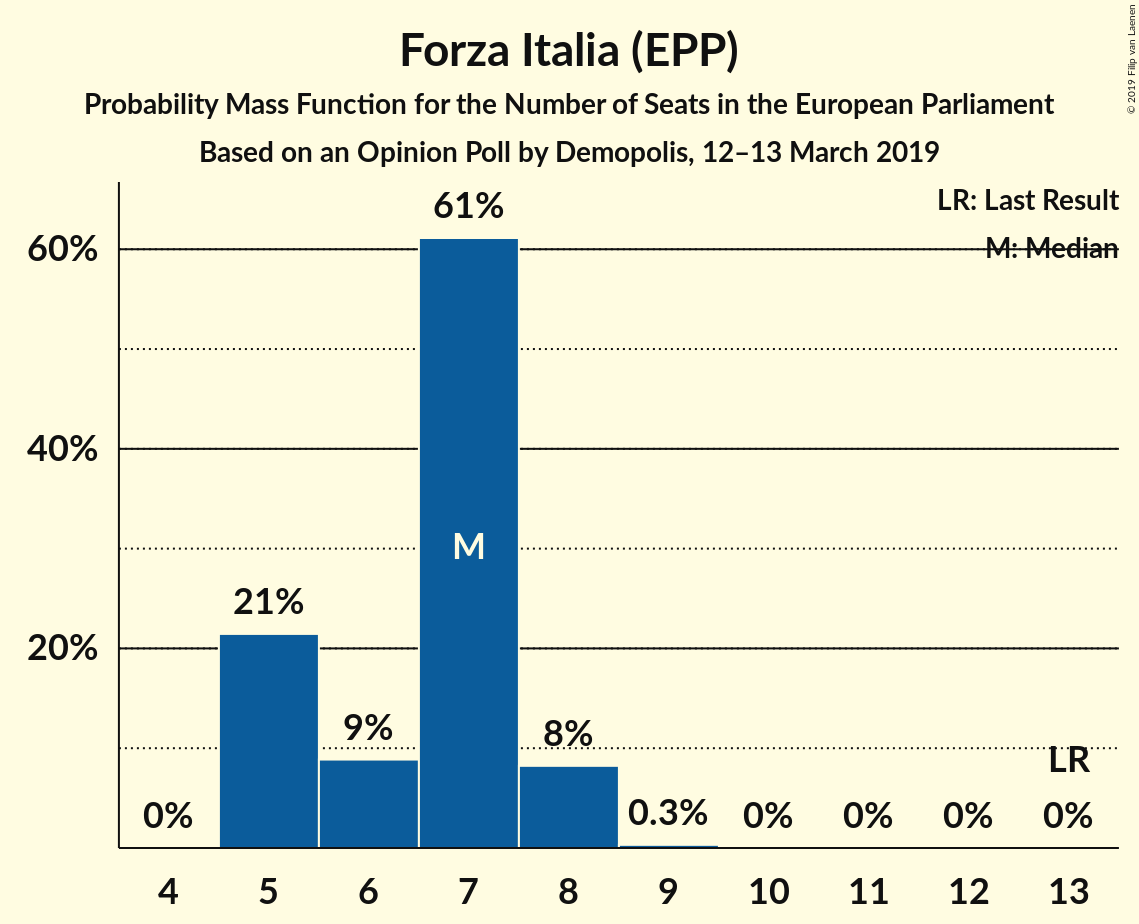 Forza Italia (EPP)
Probability Mass Function for the Number of Seats in the European Parliament
Based on an Opinion Poll by Demopolis, 12–13 March 2019
© 2019 Filip van Laenen
LR: Last Result
M: Median
60%
40%
20%
61%
M
21%
9%
8%
LR
0%
0.3%
0%
0%
0%
0%
4 5 6 7 8 9 10 11 12 13